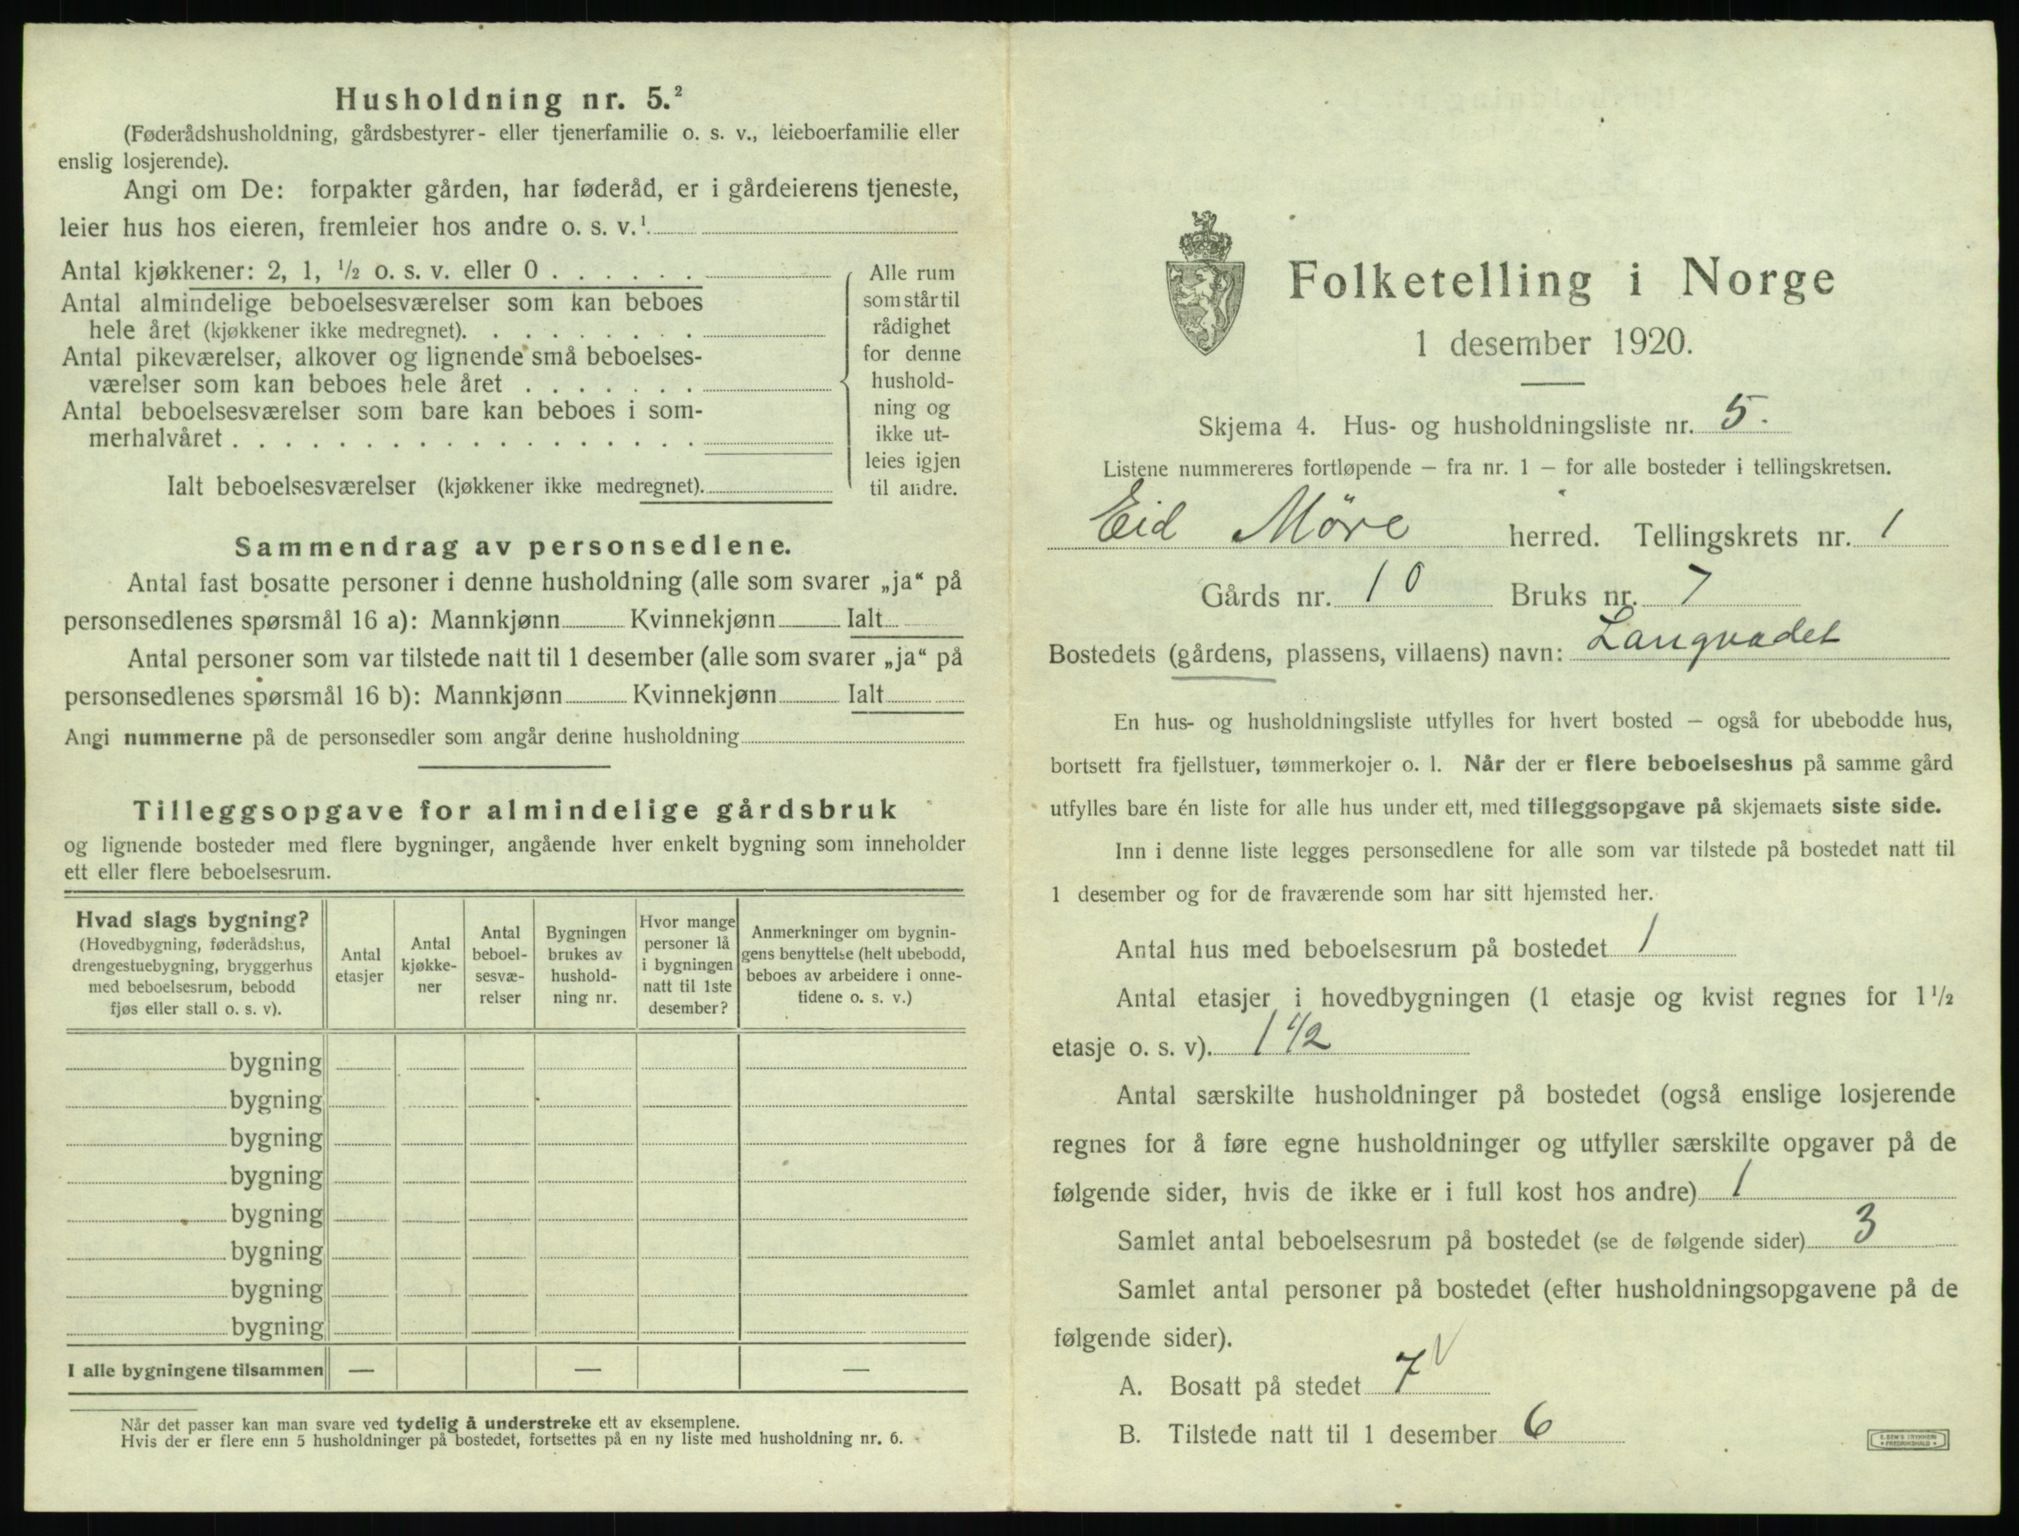 Husholdning nr. 5.²
(Føderådshusholdning, gårdsbestyrer- eller tjenerfamilie o. s. v., leieboerfamilie eller
enslig losjerende).
Angi om De: forpakter gården, har føderåd, er i gårdeierens tjeneste,
leier hus hos eieren, fremleier hos andre o. s. v.¹
Antal kjøkkener: 2, 1, ½ o. s. v. eller 0 . . . . . .
Antal almindelige beboelsesværelser som kan beboes
hele året (kjøkkener ikke medregnet). . . . . . . . .
Antal pikeværelser, alkover og lignende små beboelses-
værelser som kan beboes hele året . . . . . . .
Antal beboelsesværelser som bare kan beboes i som-
merhalvåret . . . . . . . . . . . . . . . . . .
Ialt beboelsesværelser (kjøkkener ikke medregnet).
Alle rum
som står til
rådighet
for denne
hushold-
ning og
ikke ut-
leies igjen
til andre.
Sammendrag av personsedlene.
Antal fast bosatte personer i denne husholdning (alle som svarer „ja“ på
personsedlenes spørsmål 16 a): Mannkjønn Kvinnekjønn Ialt
Antal personer som var tilstede natt til 1 desember (alle som svarer „ja“ på
personsedlenes spørsmål 16 b): Mannkjønn Kvinnekjønn Ialt
Angi nummerne på de personsedler som angår denne husholdning
Tilleggsopgave for almindelige gårdsbruk
og lignende bosteder med flere bygninger, angående hver enkelt bygning som inneholder
ett eller flere beboelsesrum.
Hvad slags bygning?
(Hovedbygning, føderådshus,
drengestuebygning, bryggerhus
med beboelsesrum, bebodd
fjøs eller stall o. s. v).
Antal
etasjer
Antal
kjøkke-
ner
Antal
beboel-
sesvæ-
relser
Bygningen
brukes av
hushold-
ning nr.
Hvor mange
personer lå
i bygningen
natt til 1ste
desember?
Anmerkninger om bygnin-
gens benyttelse (helt ubebodd,
beboes av arbeidere i onne-
tidene o. s. v.)
bygning
bygning
bygning
bygning
bygning
bygning
bygning
bygning
I alle bygningene tilsammen — — —
Når det passer kan man svare ved tydelig å understreke ett av eksemplene.
Hvis der er flere enn 5 husholdninger på bostedet, fortsettes på en ny liste med husholdning nr. 6.
Folketelling i Norge
1 desember 1920.
Skjema 4. Hus- og husholdningsliste nr. 5.
Listene nummereres fortløpende – fra nr. 1 – for alle bosteder i tellingskretsen.
Eid Möre herred. Tellingskrets nr. 1
Gårds nr. 10 Bruks nr. 7
Bostedets (gårdens, plassens, villaens) navn: Langvadet
En hus- og husholdningsliste utfylles for hvert bosted – også for ubebodde hus,
bortsett fra fjellstuer, tømmerkojer o. l. Når der er flere beboelseshus på samme gård
utfylles bare én liste for alle hus under ett, med tilleggsopgave på skjemaets siste side.
Inn i denne liste legges personsedlene for alle som var tilstede på bostedet natt til
1 desember og for de fraværende som har sitt hjemsted her.
Antal hus med beboelsesrum på bostedet 1
Antal etasjer i hovedbygningen (1 etasje og kvist regnes for 1½
etasje o. s. v). 1 1/2
Antal særskilte husholdninger på bostedet (også enslige losjerende
regnes for å føre egne husholdninger og utfyller særskilte opgaver på de
følgende sider, hvis de ikke er i full kost hos andre) 1
Samlet antal beboelsesrum på bostedet (se de følgende sider) 3
Samlet antal personer på bostedet (efter husholdningsopgavene på de
følgende sider).
A. Bosatt på stedet 7 V
B. Tilstede natt til 1 desember 6